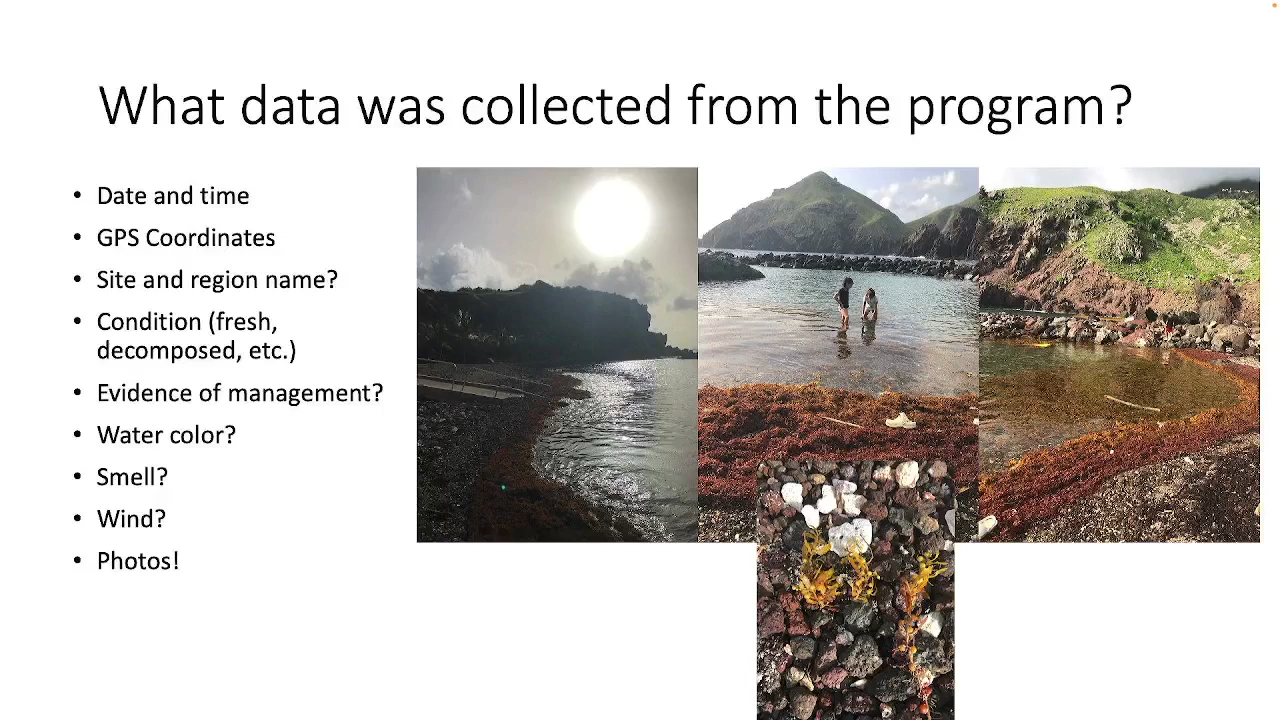 What data was collected from the program?
• Date and time
• GPS Coordinates
• Site and region name?
• Condition (fresh,
decomposed, etc.)
• Evidence of management?
• Water color?
• Smell?
• Wind?
• Photos!